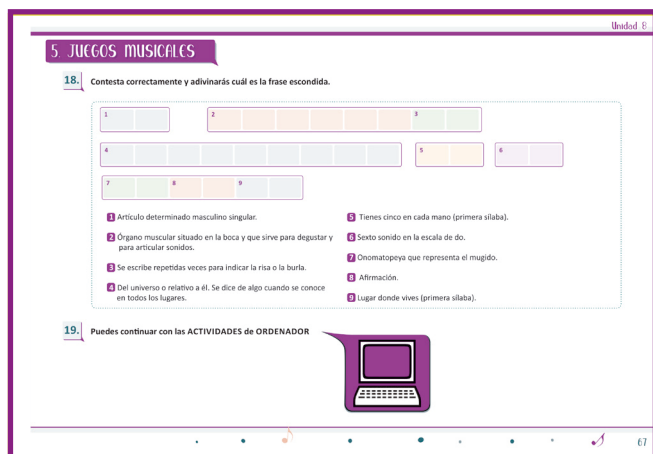 Unidad 8
5. JUEGOS MUSICALES
18. Contesta correctamente y adivinarás cuál es la frase escondida.
1 2 3
4 5 6
7 8 9
1 Artículo determinado masculino singular.
2 Órgano muscular situado en la boca y que sirve para degustar y
para articular sonidos.
3 Se escribe repetidas veces para indicar la risa o la burla.
4 Del universo o relativo a él. Se dice de algo cuando se conoce
en todos los lugares.
5 Tienes cinco en cada mano (primera sílaba).
6 Sexto sonido en la escala de do.
7 Onomatopeya que representa el mugido.
8 Afirmación.
9 Lugar donde vives (primera sílaba).
19. Puedes continuar con las ACTIVIDADES de ORDENADOR
67